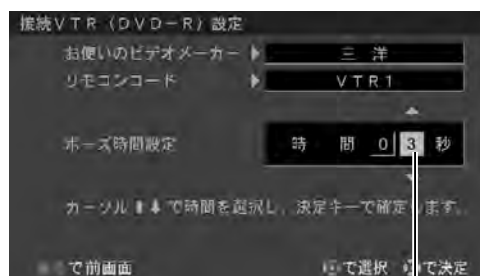 接続VTR（DVD-R）設定
お使いのビデオメーカー ▶ 三 洋
リモコンコード ▶ VTR1
ポーズ時間設定 時 間 0 3 秒
カーソル⬆⬇で時間を選択し、決定キーで確定します。
で前画面 で選択 で決定